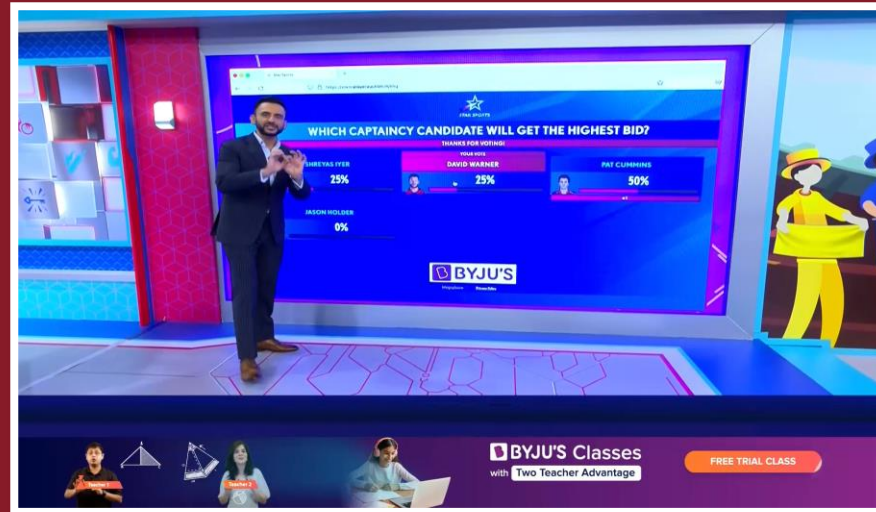 STAR SPORTS
WHICH CAPTAINCY CANDIDATE WILL GET THE HIGHEST BID?
THANKS FOR VOTING!
SHREYAS IYER
25%
YOUR VOTE
DAVID WARNER
25%
PAT CUMMINS
50%
JASON HOLDER
0%
BYJU'S
Teacher 1
Teacher 2
BYJU'S Classes
with Two Teacher Advantage
FREE TRIAL CLASS